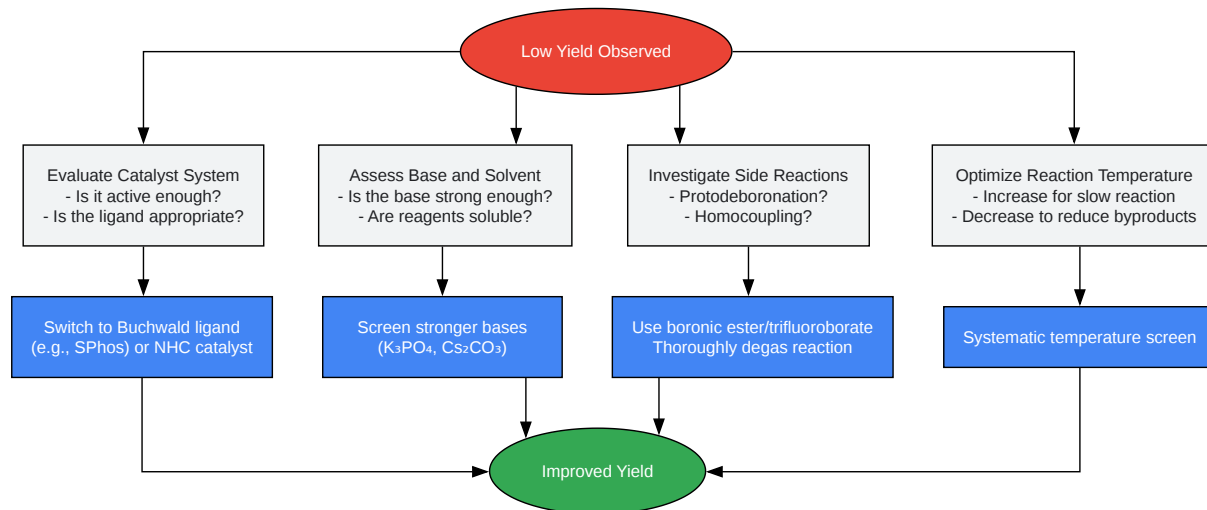 Low Yield Observed
Evaluate Catalyst System
- Is it active enough?
- Is the ligand appropriate?
Assess Base and Solvent
- Is the base strong enough?
- Are reagents soluble?
Investigate Side Reactions
- Protodeboronation?
- Homocoupling?
Optimize Reaction Temperature
- Increase for slow reaction
- Decrease to reduce byproducts
Switch to Buchwald ligand
(e.g., SPhos) or NHC catalyst
Screen stronger bases
(K₃PO₄, Cs₂CO₃)
Use boronic ester/trifluoroborate
Thoroughly degas reaction
Systematic temperature screen
Improved Yield